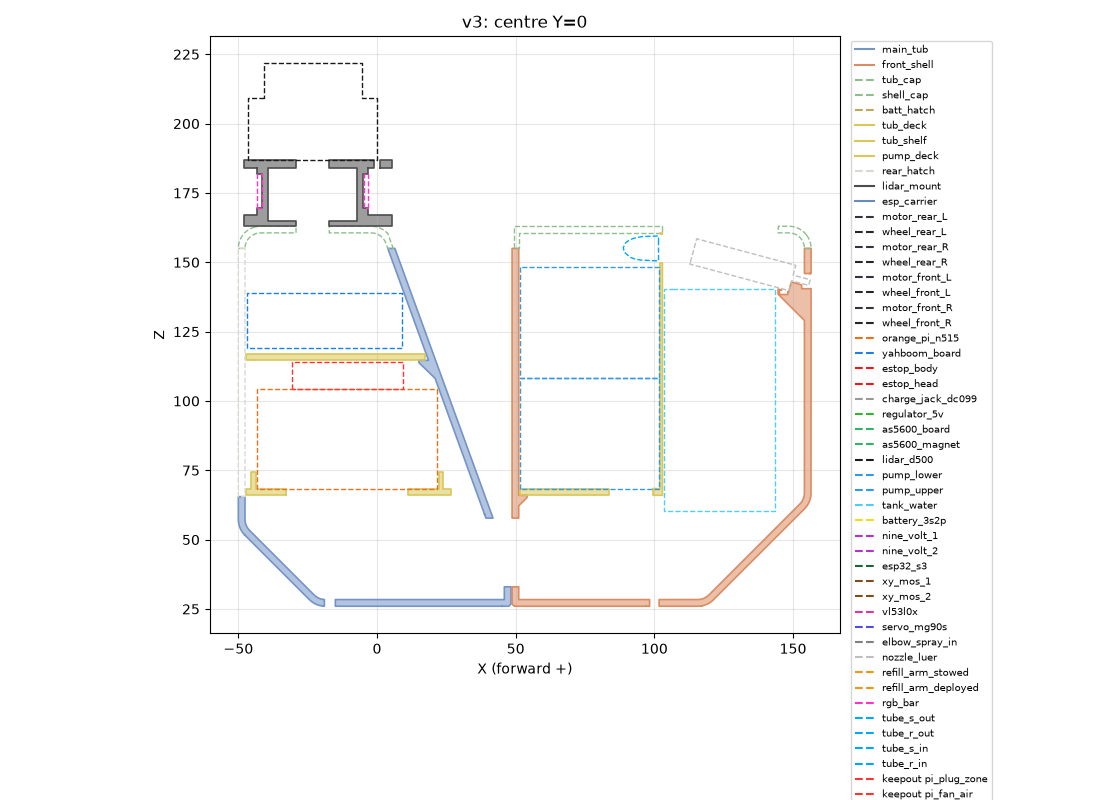 v3: centre Y=0
225
200
175
150
125
100
75
50
25
Z
−50
0
50
100
150
X (forward +)
main_tub
front_shell
tub_cap
shell_cap
batt_hatch
tub_deck
tub_shelf
pump_deck
rear_hatch
lidar_mount
esp_carrier
motor_rear_L
wheel_rear_L
motor_rear_R
wheel_rear_R
motor_front_L
wheel_front_L
motor_front_R
wheel_front_R
orange_pi_n515
yahboom_board
estop_body
estop_head
charge_jack_dc099
regulator_5v
as5600_board
as5600_magnet
lidar_d500
pump_lower
pump_upper
tank_water
battery_3s2p
nine_volt_1
nine_volt_2
esp32_s3
xy_mos_1
xy_mos_2
vl53l0x
servo_mg90s
elbow_spray_in
nozzle_luer
refill_arm_stowed
refill_arm_deployed
rgb_bar
tube_s_out
tube_r_out
tube_s_in
tube_r_in
keepout pi_plug_zone
keepout pi_fan_air